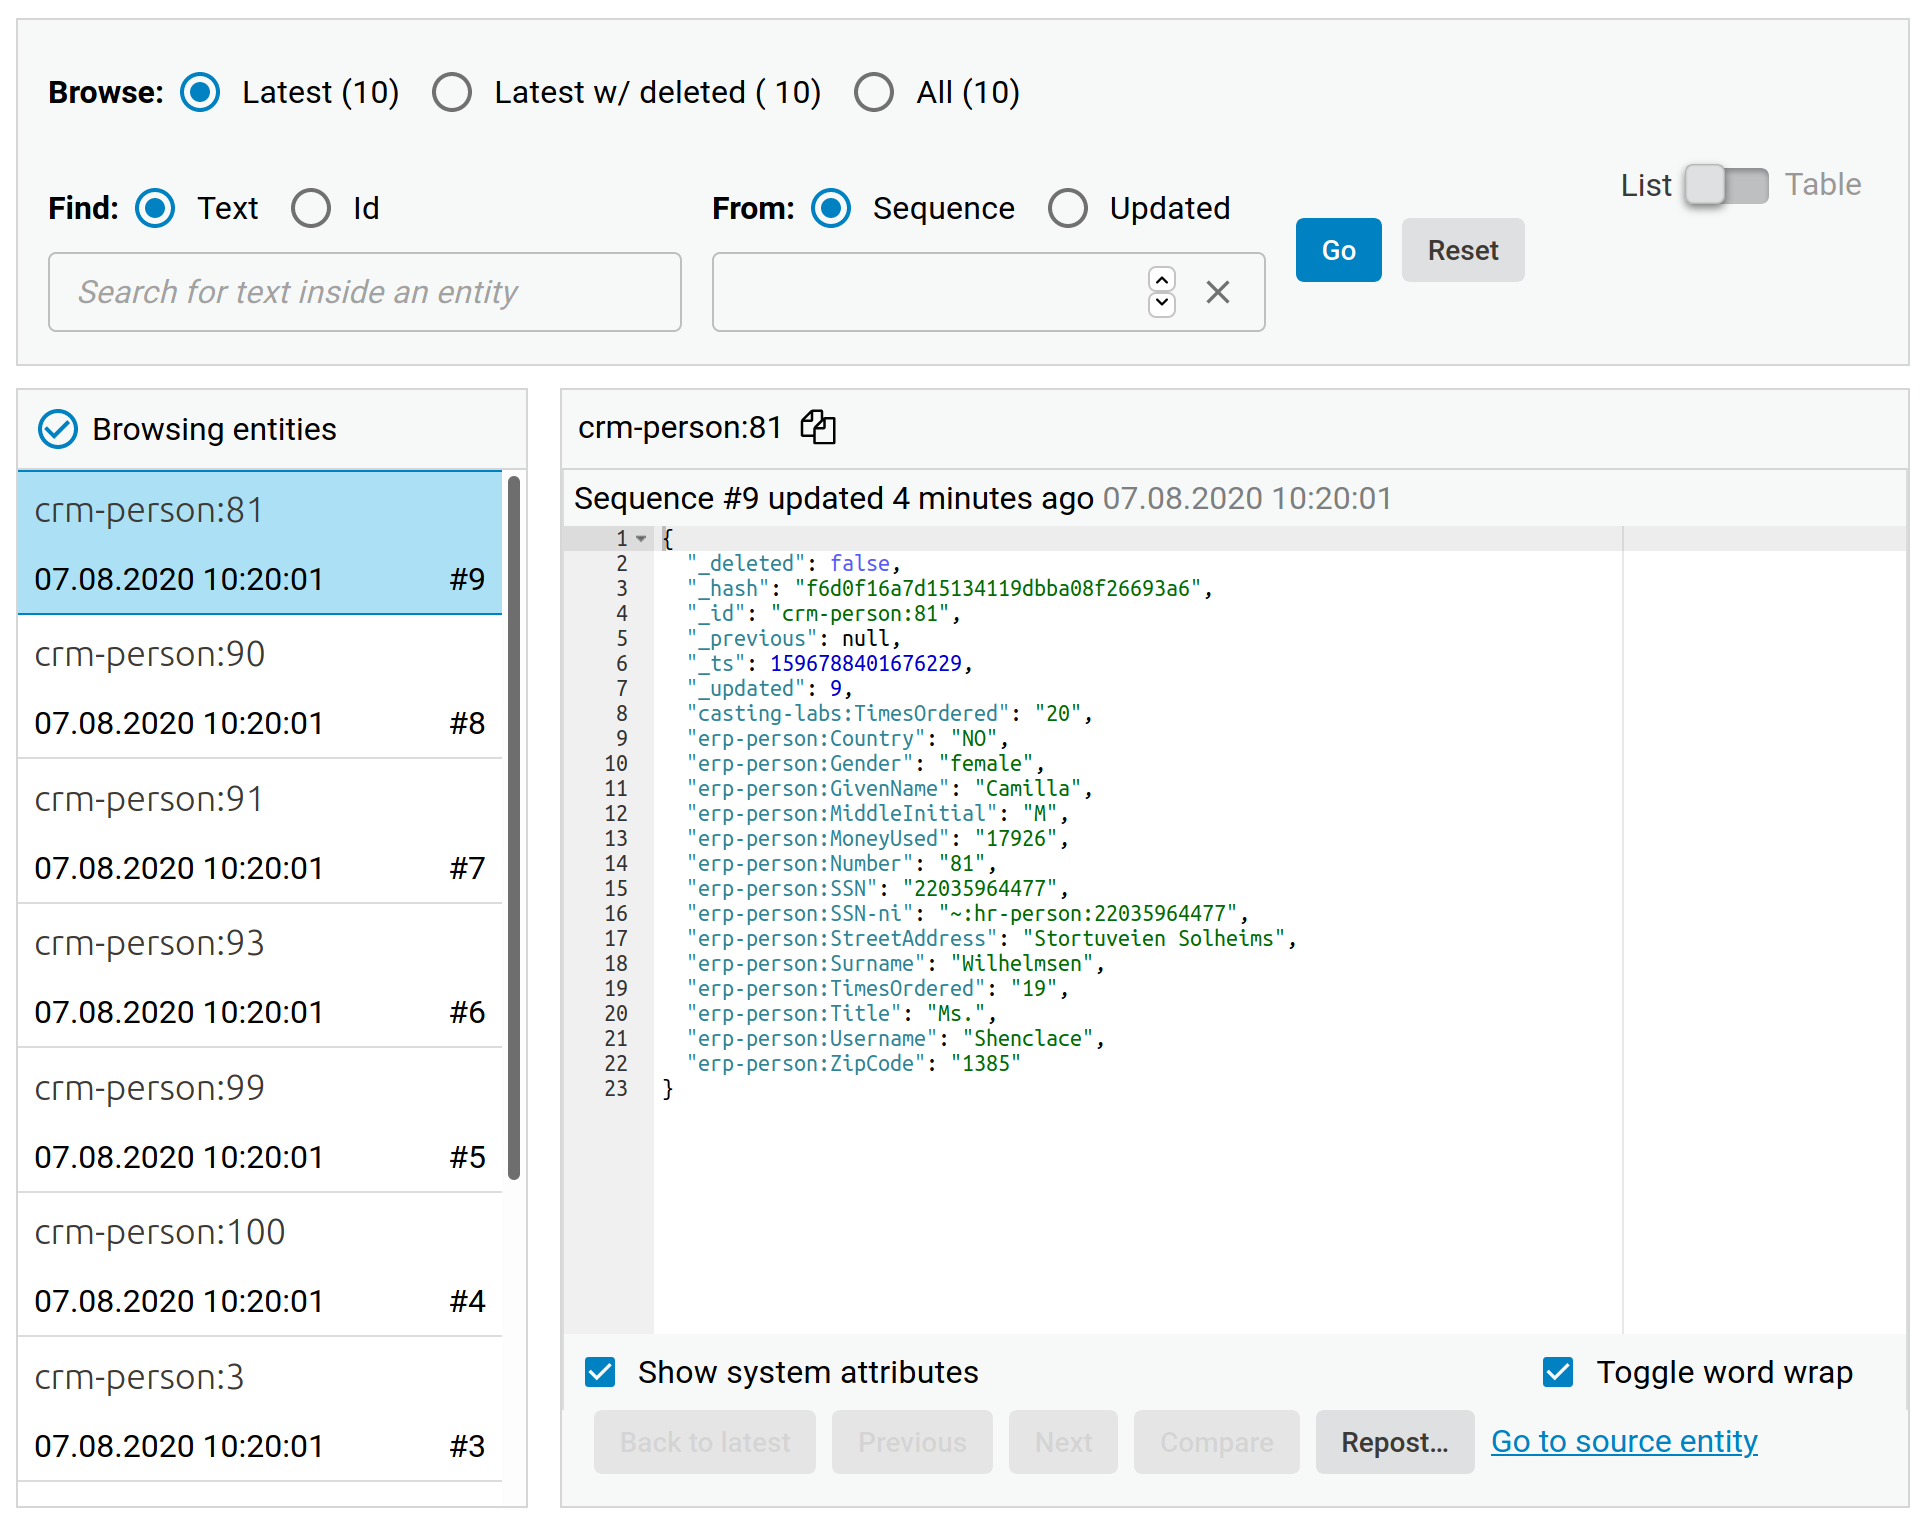 Browse: Latest (10) Latest w/ deleted ( 10) All (10)
List Table
Find: Text Id From: Sequence Updated
Go Reset
Search for text inside an entity
Browsing entities
crm-person:81
07.08.2020 10:20:01 #9
crm-person:90
07.08.2020 10:20:01 #8
crm-person:91
07.08.2020 10:20:01 #7
crm-person:93
07.08.2020 10:20:01 #6
crm-person:99
07.08.2020 10:20:01 #5
crm-person:100
07.08.2020 10:20:01 #4
crm-person:3
07.08.2020 10:20:01 #3
crm-person:81
Sequence #9 updated 4 minutes ago 07.08.2020 10:20:01
1 {
2 "_deleted": false,
3 "_hash": "f6d0f16a7d15134119dbba08f26693a6",
4 "_id": "crm-person:81",
5 "_previous": null,
6 "_ts": 1596788401676229,
7 "_updated": 9,
8 "casting-labs:TimesOrdered": "20",
9 "erp-person:Country": "NO",
10 "erp-person:Gender": "female",
11 "erp-person:GivenName": "Camilla",
12 "erp-person:MiddleInitial": "M",
13 "erp-person:MoneyUsed": "17926",
14 "erp-person:Number": "81",
15 "erp-person:SSN": "22035964477",
16 "erp-person:SSN-ni": "~:hr-person:22035964477",
17 "erp-person:StreetAddress": "Stortuveien Solheims",
18 "erp-person:Surname": "Wilhelmsen",
19 "erp-person:TimesOrdered": "19",
20 "erp-person:Title": "Ms.",
21 "erp-person:Username": "Shenclace",
22 "erp-person:ZipCode": "1385"
23 }
Show system attributes Toggle word wrap
Back to latest Previous Next Compare Repost... Go to source entity